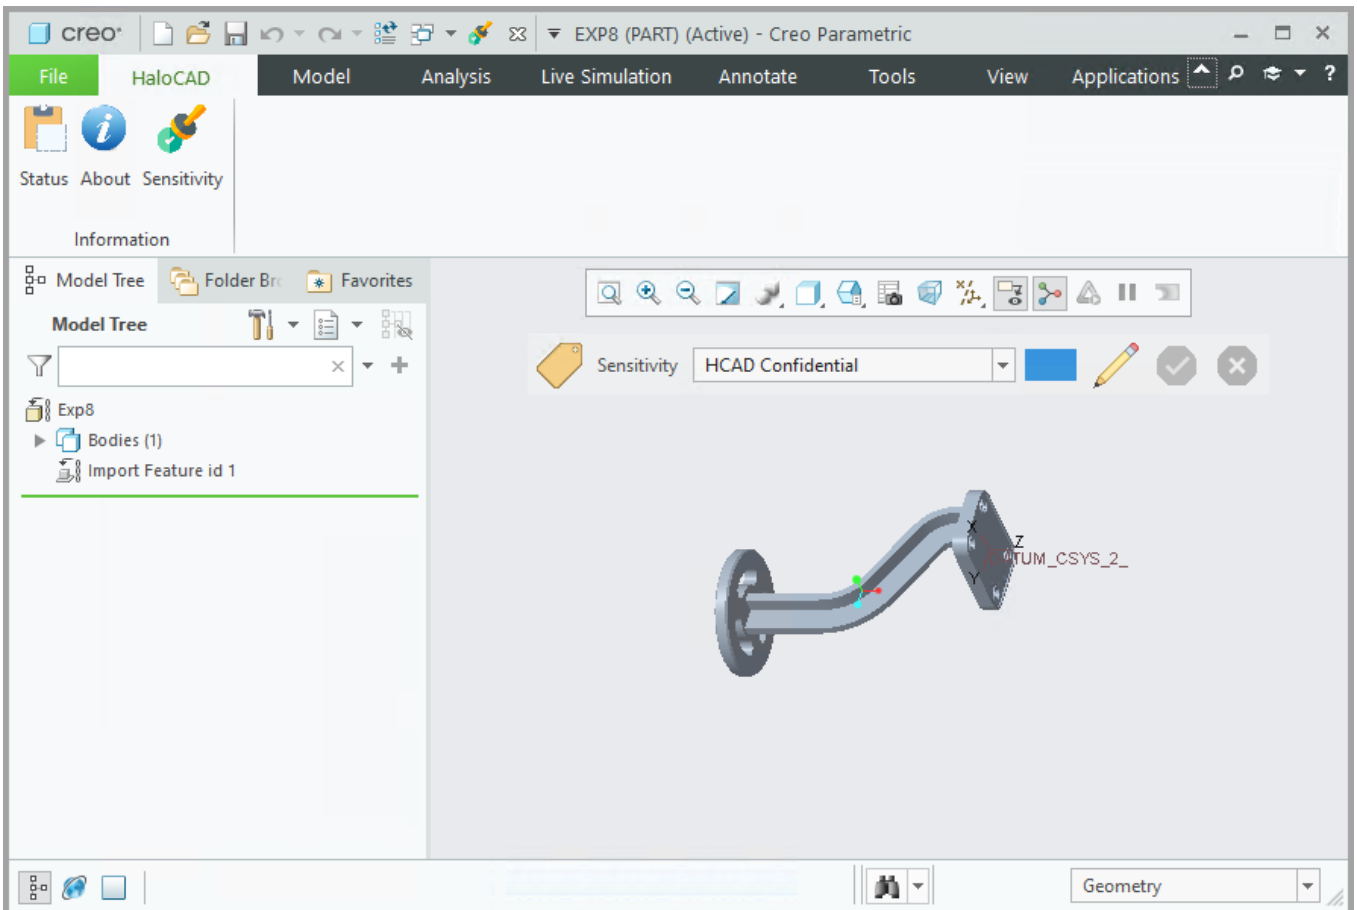 creo
EXP8 (PART) (Active) - Creo Parametric
File HaloCAD Model Analysis Live Simulation Annotate Tools View Applications ?
Status About Sensitivity
Information
Model Tree Folder Br Favorites
Model Tree
Sensitivity HCAD Confidential
Exp8
Bodies (1)
Import Feature id 1
X
Z
TUM_CSYS_2_
Y
Geometry